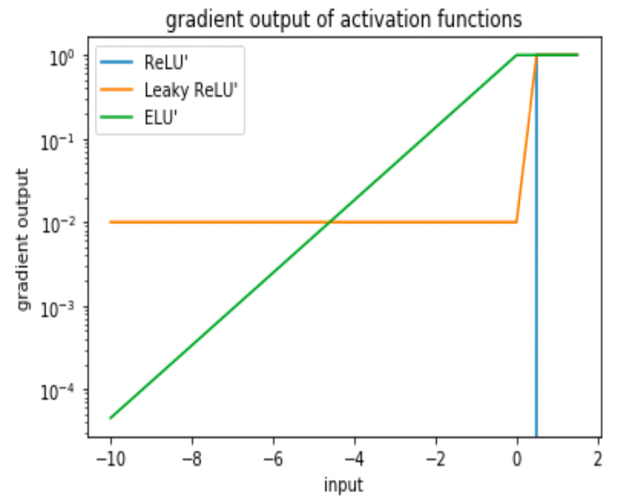 gradient output of activation functions
ReLU'
Leaky ReLU'
ELU'
gradient output
10⁰
10⁻¹
10⁻²
10⁻³
10⁻⁴
−10 −8 −6 −4 −2 0 2
input